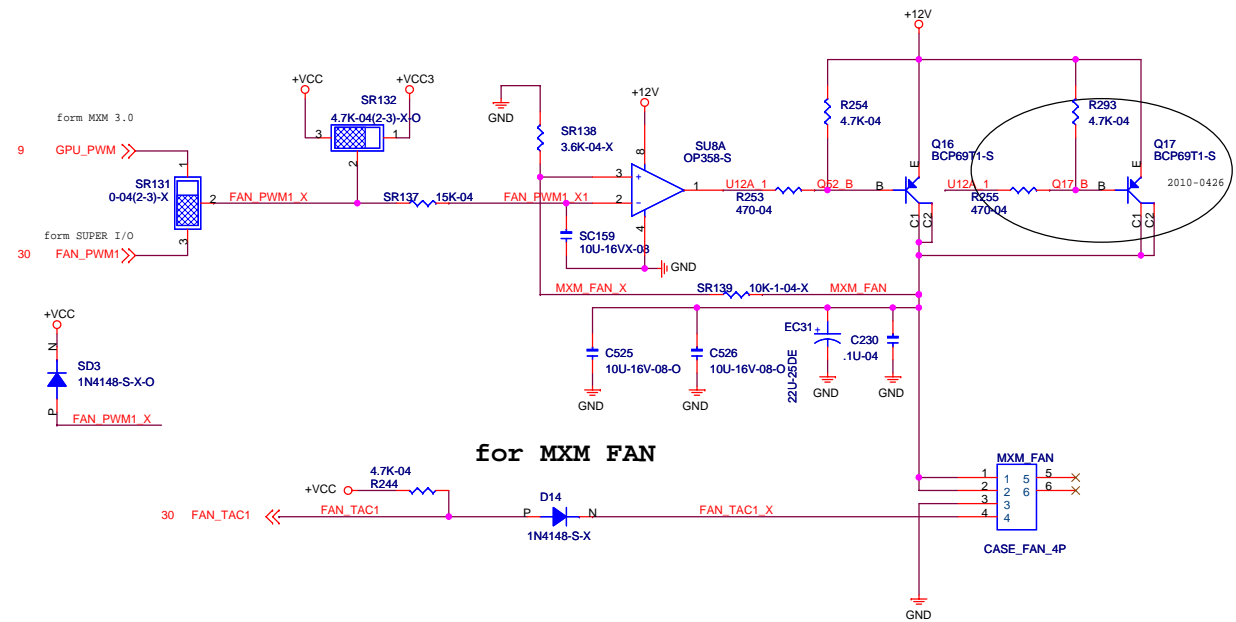 +12V
+VCC
+VCC3
SR132
4.7K-04(2-3)-X-O
3
1
2
form MXM 3.0
9
GPU_PWM
1
SR131
0-04(2-3)-X
2
FAN_PWM1_X
3
form SUPER I/O
30
FAN_PWM1
SR137
15K-04
FAN_PWM1_X1
GND
SR138
3.6K-04-X
+12V
SU8A
OP358-S
8
3
+
2
-
1
4
U12A_1
R253
470-04
Q52_B
R254
4.7K-04
B
E
Q16
BCP69T1-S
C1
C2
R293
4.7K-04
U12A_1
R255
470-04
Q17_B
B
E
Q17
BCP69T1-S
2010-0426
C1
C2
SC159
10U-16VX-08
GND
MXM_FAN_X
SR139
10K-1-04-X
MXM_FAN
+VCC
N
SD3
1N4148-S-X-O
P
FAN_PWM1_X
C525
10U-16V-08-O
GND
C526
10U-16V-08-O
GND
EC31
+
22U-25DE
GND
C230
.1U-04
GND
for MXM FAN
4.7K-04
R244
+VCC
30
FAN_TAC1
FAN_TAC1
P
D14
N
1N4148-S-X
FAN_TAC1_X
MXM_FAN
1
1
5
5
2
2
6
6
3
3
4
4
CASE_FAN_4P
GND